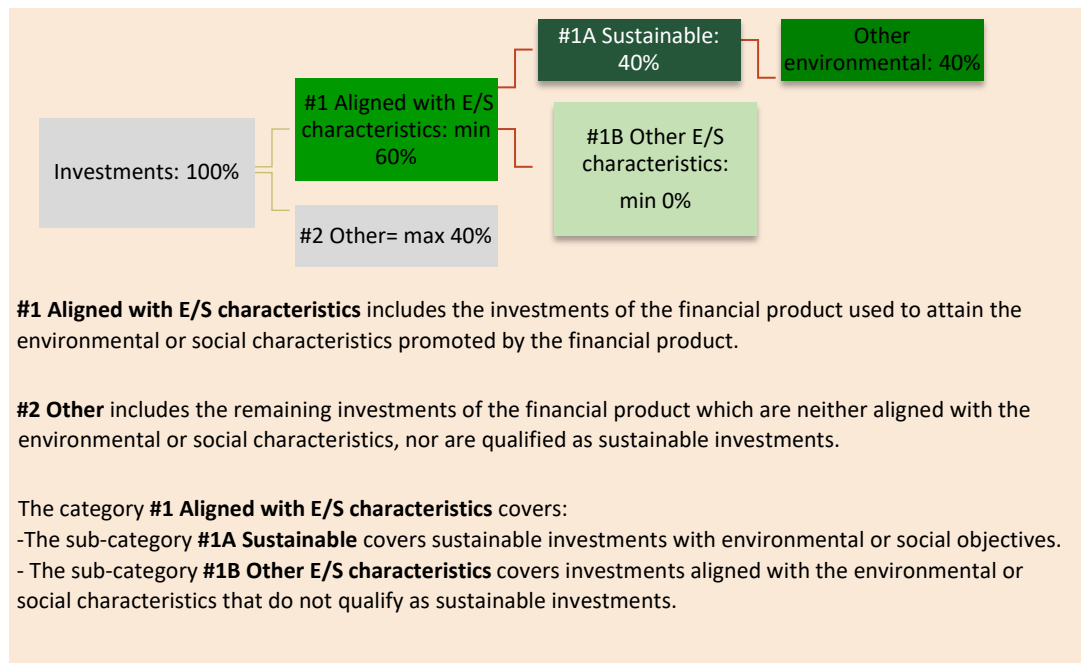 #1A Sustainable:
40%
Other
environmental: 40%
#1 Aligned with E/S
characteristics: min
60%
#1B Other E/S
characteristics:
min 0%
Investments: 100%
#2 Other= max 40%
#1 Aligned with E/S characteristics includes the investments of the financial product used to attain the
environmental or social characteristics promoted by the financial product.
#2 Other includes the remaining investments of the financial product which are neither aligned with the
environmental or social characteristics, nor are qualified as sustainable investments.
The category #1 Aligned with E/S characteristics covers:
-The sub-category #1A Sustainable covers sustainable investments with environmental or social objectives.
- The sub-category #1B Other E/S characteristics covers investments aligned with the environmental or
social characteristics that do not qualify as sustainable investments.